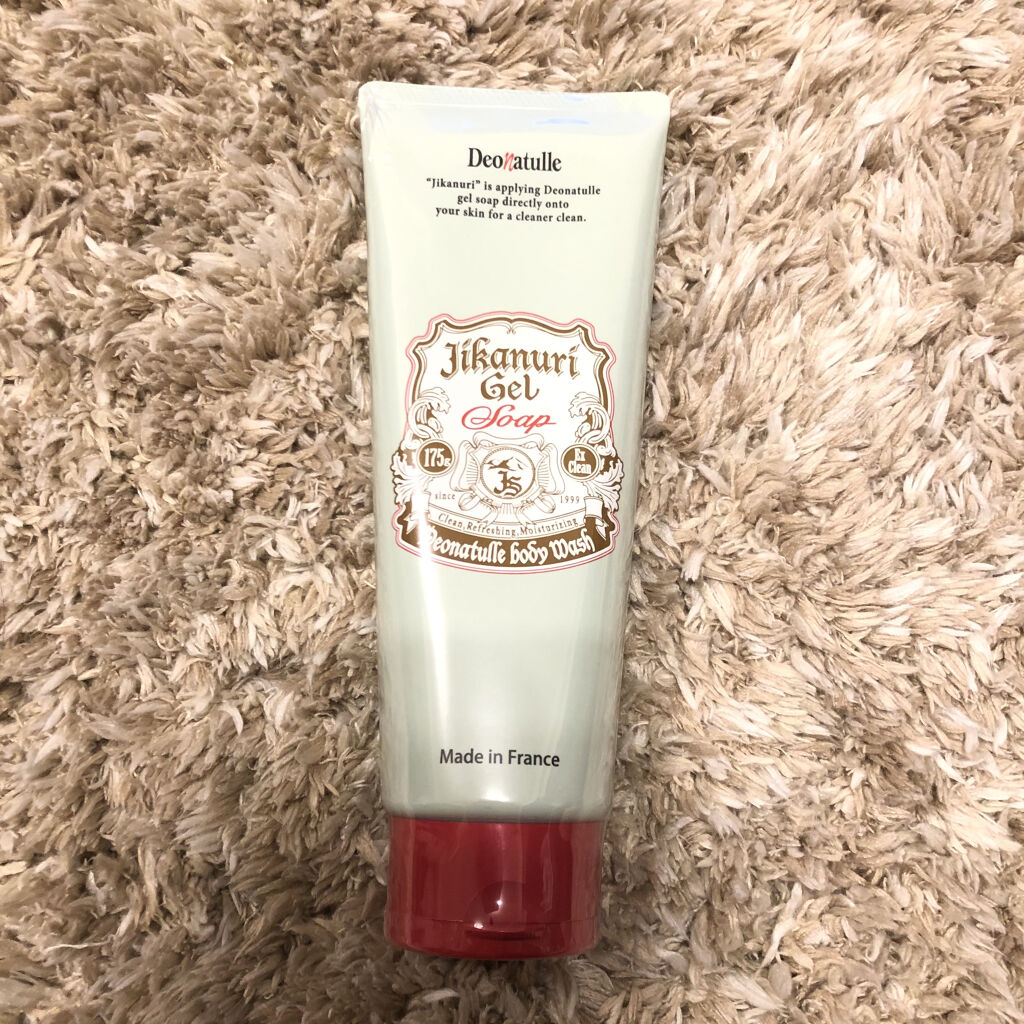 Deonatulle
“Jikanuri” is applying Deonatulle
gel soap directly onto
your skin for a cleaner clean.
Jikanuri
Gel
Soap
175g
Ex
Clean
JS
since 1999
Clean,Refreshing,Moisturizing
Deonatulle body Wash
Made in France